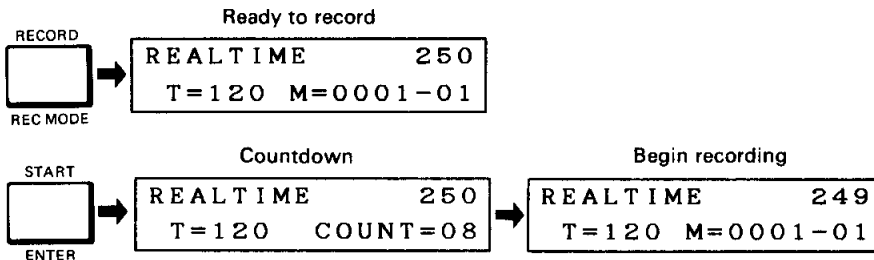 Ready to record
RECORD
REALTIME 250
T=120 M=0001-01
REC MODE
Countdown
Begin recording
START
REALTIME 250
T=120 COUNT=08
REALTIME 249
T=120 M=0001-01
ENTER